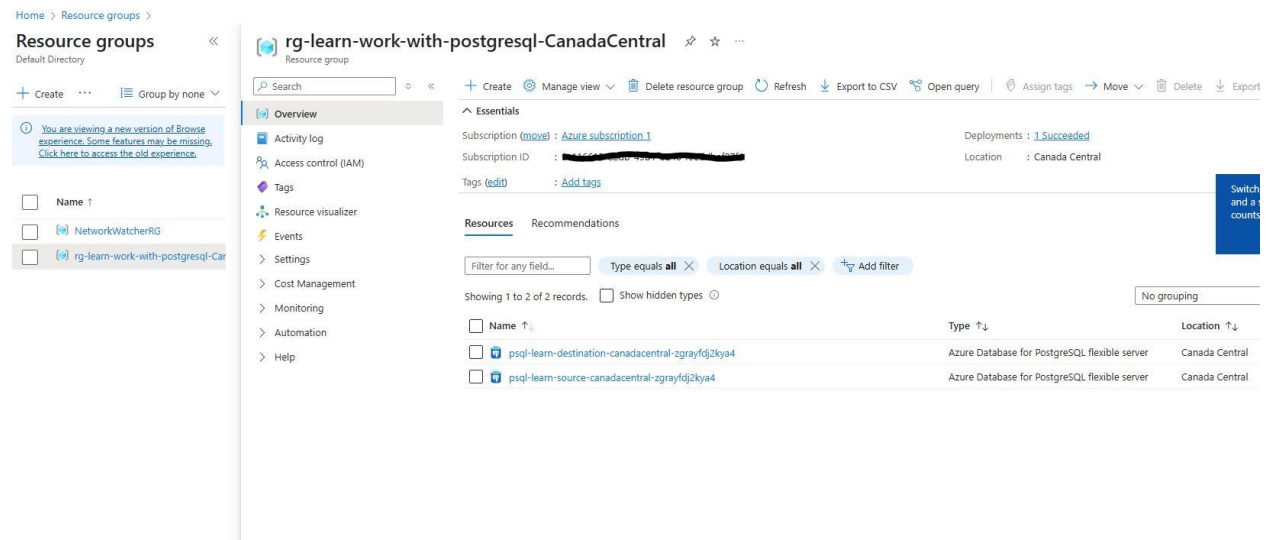 Home > Resource groups >
Resource groups
Default Directory
Create
Group by none
You are viewing a new version of Browse
experience. Some features may be missing.
Click here to access the old experience.
Name ↑
NetworkWatcherRG
rg-learn-work-with-postgresql-Car
rg-learn-work-with-postgresql-CanadaCentral
Resource group
Search
Overview
Activity log
Access control (IAM)
Tags
Resource visualizer
Events
Settings
Cost Management
Monitoring
Automation
Help
Create Manage view Delete resource group Refresh Export to CSV Open query Assign tags Move Delete Export
Essentials
Subscription (move) : Azure subscription 1
Deployments : 1 Succeeded
Subscription ID :
Location : Canada Central
Tags (edit) : Add tags
Switch
and a s
counts
Resources Recommendations
Filter for any field...
Type equals all
Location equals all
Add filter
Showing 1 to 2 of 2 records.
Show hidden types
No grouping
Name ↑↓ Type ↑↓ Location ↑↓
psql-learn-destination-canadacentral-zgrayfdj2kya4 Azure Database for PostgreSQL flexible server Canada Central
psql-learn-source-canadacentral-zgrayfdj2kya4 Azure Database for PostgreSQL flexible server Canada Central